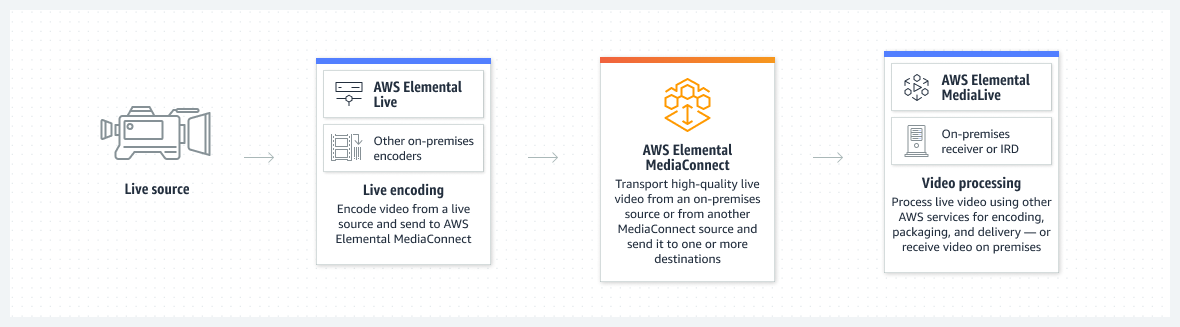 Live source
AWS Elemental
Live
Other on-premises
encoders
Live encoding
Encode video from a live
source and send to AWS
Elemental MediaConnect
AWS Elemental
MediaConnect
Transport high-quality live
video from an on-premises
source or from another
MediaConnect source and
send it to one or more
destinations
AWS Elemental
MediaLive
On-premises
receiver or IRD
Video processing
Process live video using other
AWS services for encoding,
packaging, and delivery — or
receive video on premises